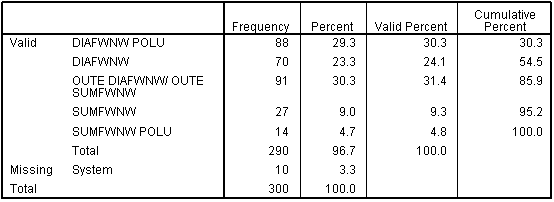 Frequency Percent Valid Percent Cumulative Percent
Valid DIAFWNW POLU 88 29.3 30.3 30.3
DIAFWNW 70 23.3 24.1 54.5
OUTE DIAFWNW/ OUTE SUMFWNW 91 30.3 31.4 85.9
SUMFWNW 27 9.0 9.3 95.2
SUMFWNW POLU 14 4.7 4.8 100.0
Total 290 96.7 100.0
Missing System 10 3.3
Total 300 100.0